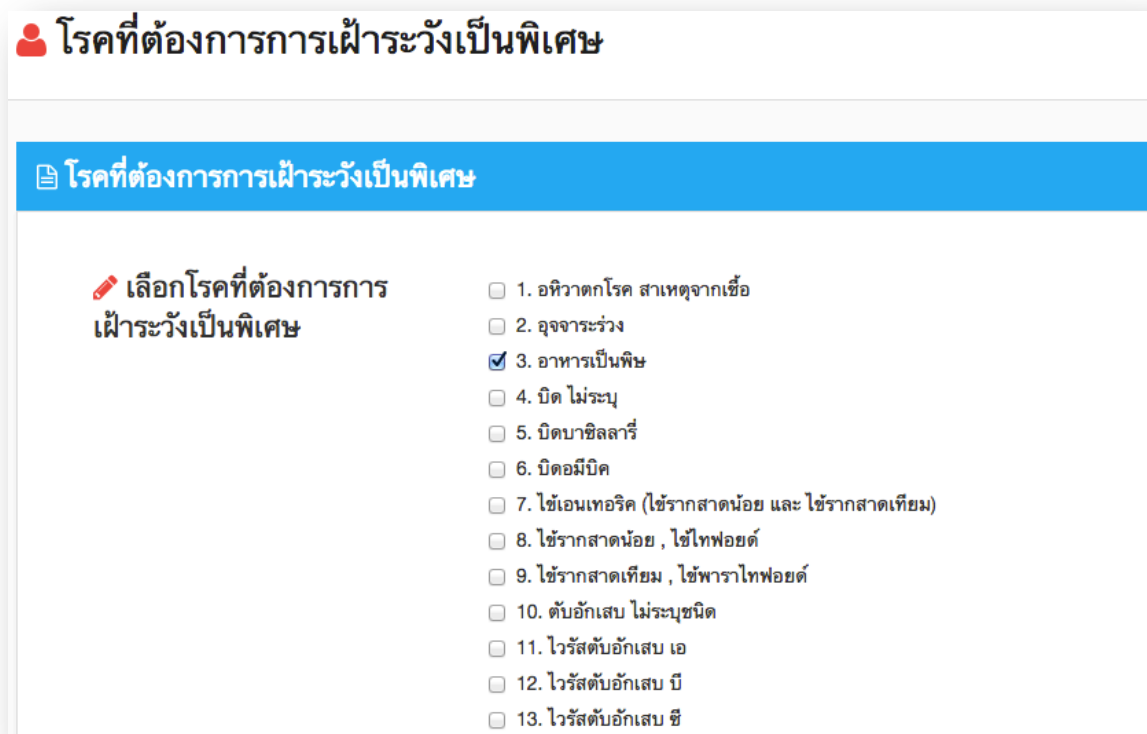 โรคที่ต้องการการเฝ้าระวังเป็นพิเศษ
โรคที่ต้องการการเฝ้าระวังเป็นพิเศษ
เลือกโรคที่ต้องการการ
เฝ้าระวังเป็นพิเศษ
1. อหิวาตกโรค สาเหตุจากเชื้อ
2. อุจจาระร่วง
3. อาหารเป็นพิษ
4. บิด ไม่ระบุ
5. บิดบาซิลลารี่
6. บิดอมีบิค
7. ไข้เอนเทอริค (ไข้รากสาดน้อย และ ไข้รากสาดเทียม)
8. ไข้รากสาดน้อย , ไข้ไทฟอยด์
9. ไข้รากสาดเทียม , ไข้พาราไทฟอยด์
10. ตับอักเสบ ไม่ระบุชนิด
11. ไวรัสตับอักเสบ เอ
12. ไวรัสตับอักเสบ บี
13. ไวรัสตับอักเสบ ซี